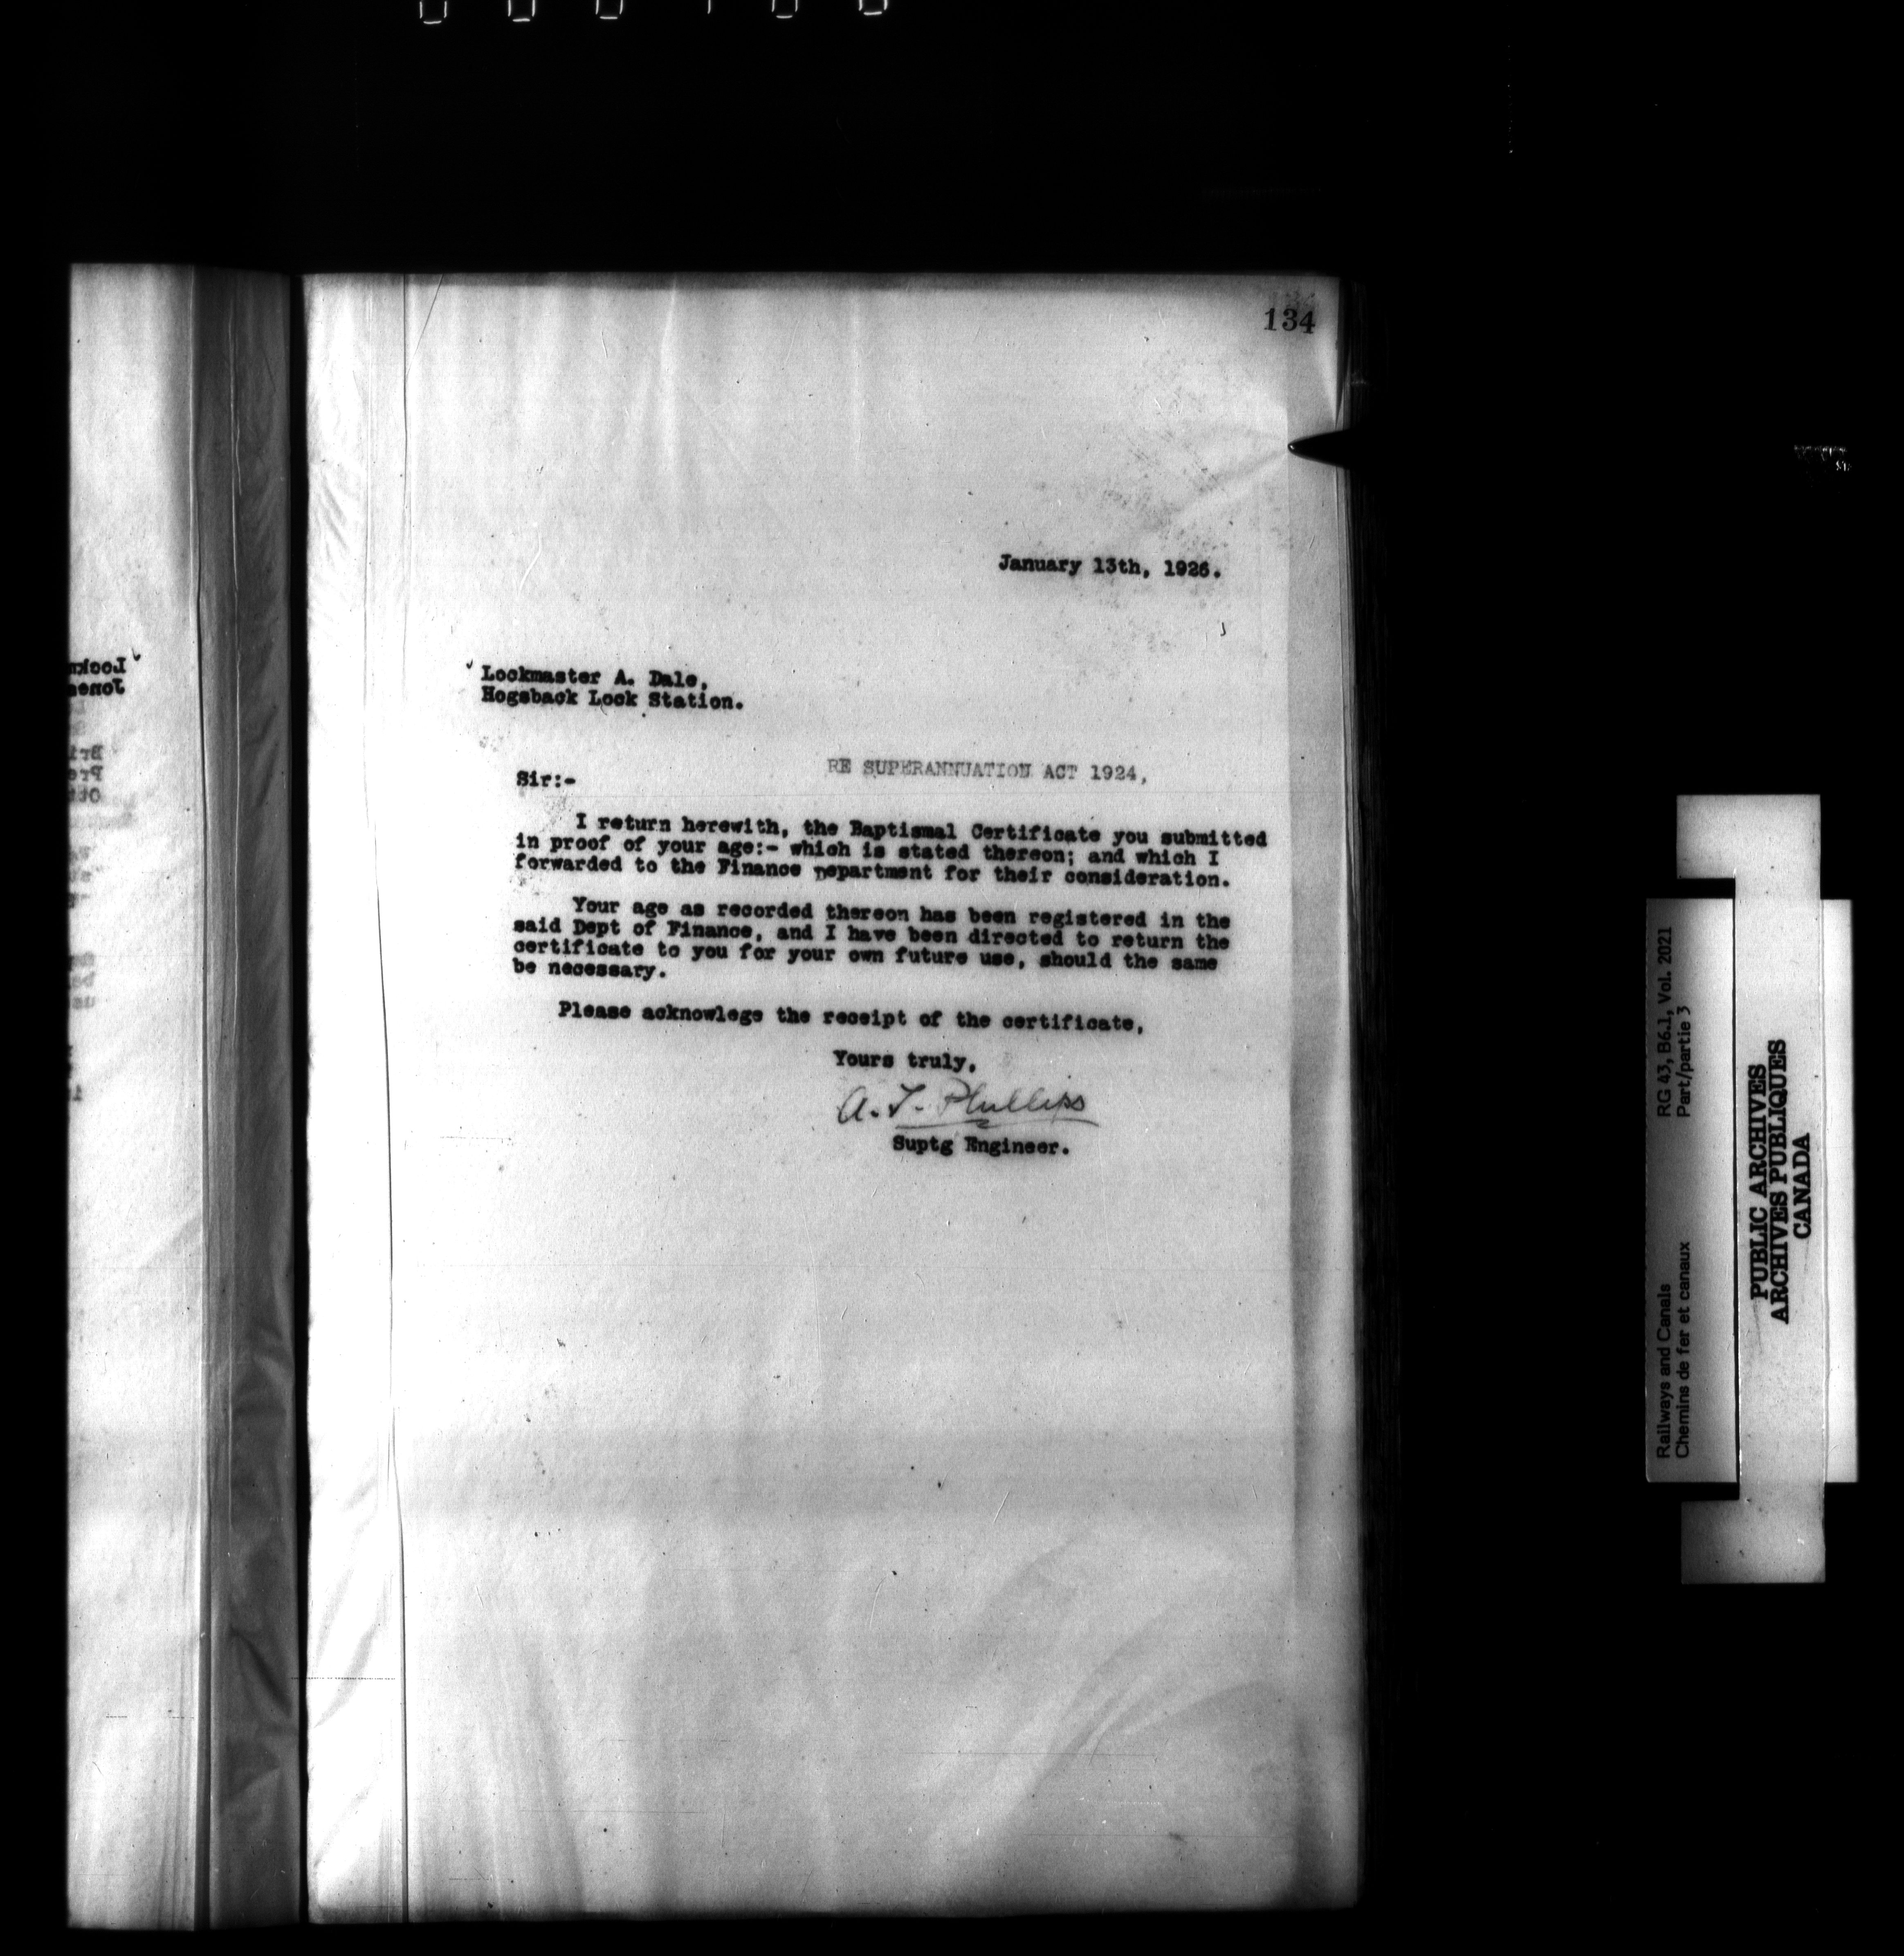 134
January 13th, 1926.
Lockmaster A. Dale,
Hogsback Lock Station.
RE SUPERANNUATION ACT 1924,
Sir:-
I return herewith, the Baptismal Certificate you submitted
in proof of your age:- which is stated thereon; and which I
forwarded to the Finance Department for their consideration.
Your age as recorded thereon has been registered in the
said Dept of Finance, and I have been directed to return the
certificate to you for your own future use, should the same
be necessary.
Please acknowlege the receipt of the certificate,
Yours truly,
A. T. Phillips
Suptg Engineer.
Railways and Canals
Chemins de fer et canaux
RG 43, B6.1, Vol. 2021
Part/partie 3
PUBLIC ARCHIVES
ARCHIVES PUBLIQUES
CANADA